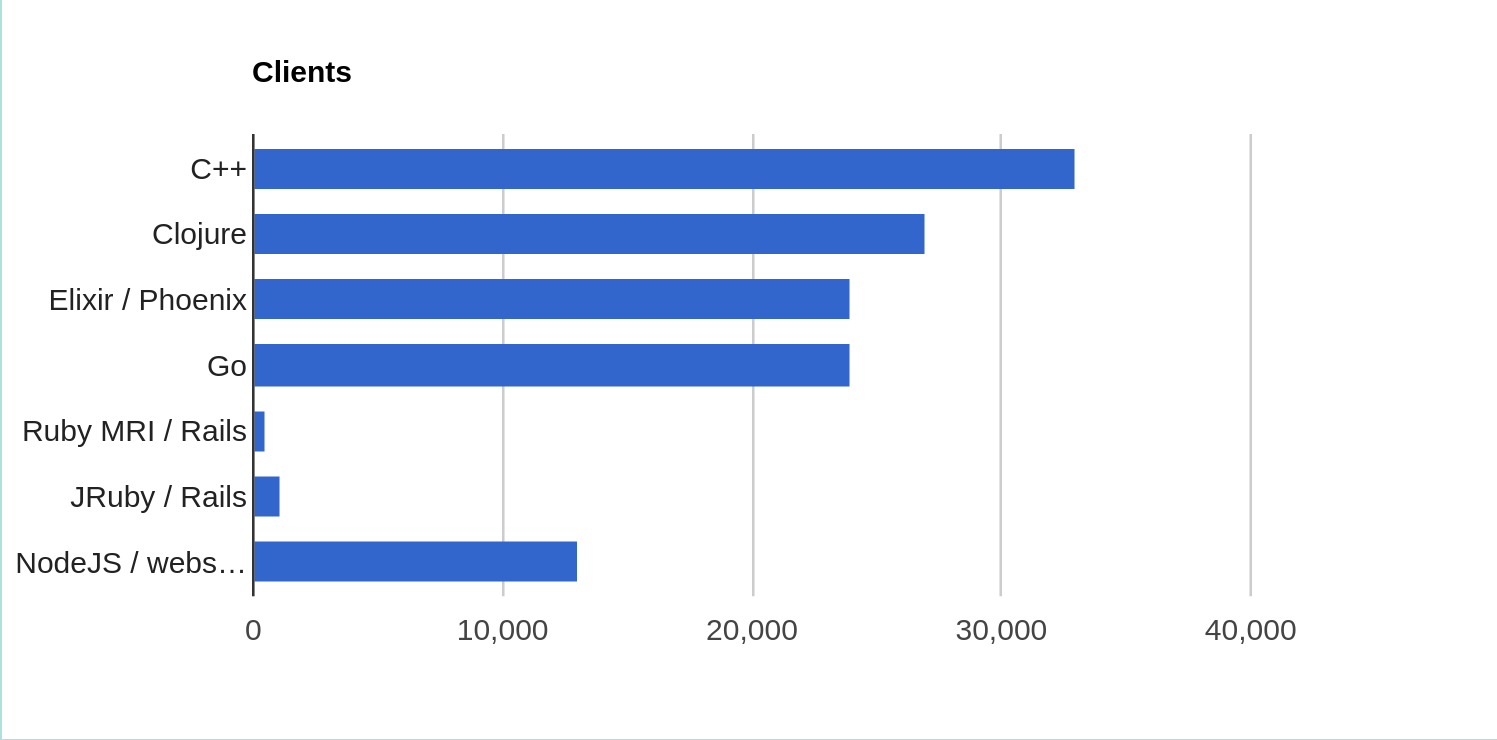 Clients
C++
Clojure
Elixir / Phoenix
Go
Ruby MRI / Rails
JRuby / Rails
NodeJS / webs…
0 10,000 20,000 30,000 40,000